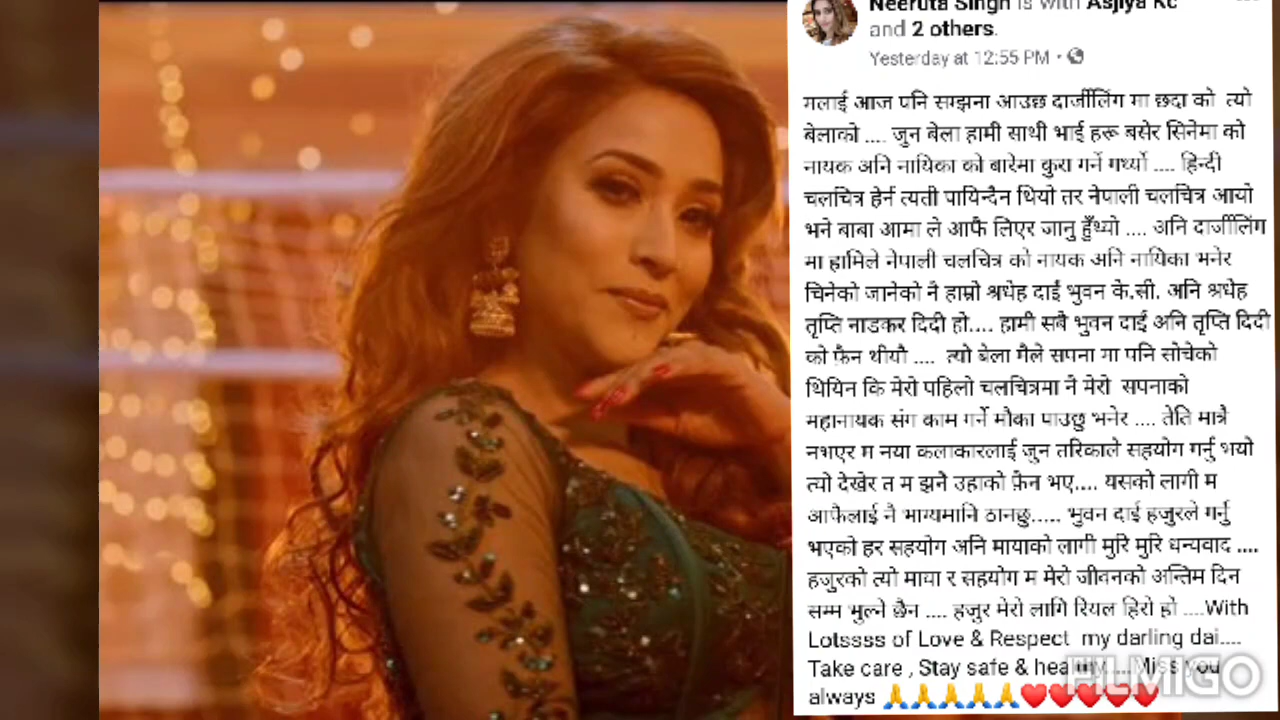 Neeruta Singh is with Asjiya Kc
and 2 others.
Yesterday at 12:55 PM ·
मलाई आज पनि सम्झना आउछ दार्जीलिंग मा छदा को त्यो
बेलाको .... जुन बेला हामी साथी भाई हरू बसेर सिनेमा को
नायक अनि नायिका को बारेमा कुरा गर्ने गर्थ्यो .... हिन्दी
चलचित्र हेर्न त्यती पायिन्दैन थियो तर नेपाली चलचित्र आयो
भने बाबा आमा ले आफै लिएर जानु हुँथ्यो .... अनि दार्जीलिंग
मा हामिले नेपाली चलचित्र को नायक अनि नायिका भनेर
चिनेको जानेको नै हाम्रो श्रधेह दाई भुवन के.सी. अनि श्रधेह
तृप्ति नाडकर दिदी हो.... हामी सबै भुवन दाई अनि तृप्ति दिदी
को फ़ैन थीयौ .... त्यो बेला मैले सपना मा पनि सोचेको
थियिन कि मेरो पहिलो चलचित्रमा नै मेरो सपनाको
महानायक संग काम गर्ने मौका पाउछु भनेर .... तेति मात्रै
नभएर म नया कलाकारलाई जुन तरिकाले सहयोग गर्नु भयो
त्यो देखेर त म झनै उहाको फ़ैन भए.... यसको लागी म
आफैलाई नै भाग्यमानि ठानछु..... भुवन दाई हजुरले गर्नु
भएको हर सहयोग अनि मायाको लागी मुरि मुरि धन्यवाद ....
हजुरको त्यो माया र सहयोग म मेरो जीवनको अन्तिम दिन
सम्म भुल्ने छैन .... हजुर मेरो लागि रियल हिरो हो ....With
Lotssss of Love & Respect my darling dai....
Take care , Stay safe & healthy....Miss you
always 🙏🙏🙏🙏🙏❤️❤️❤️❤️❤️
FILMIGO